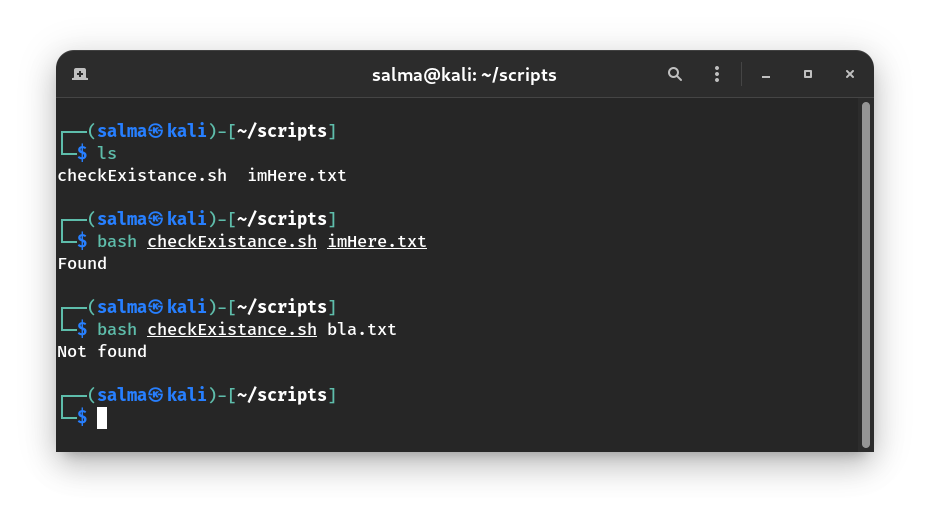 salma@kali: ~/scripts
┌──(salma㉿kali)-[~/scripts]
└─$ ls
checkExistance.sh  imHere.txt
┌──(salma㉿kali)-[~/scripts]
└─$ bash checkExistance.sh imHere.txt
Found
┌──(salma㉿kali)-[~/scripts]
└─$ bash checkExistance.sh bla.txt
Not found
┌──(salma㉿kali)-[~/scripts]
└─$